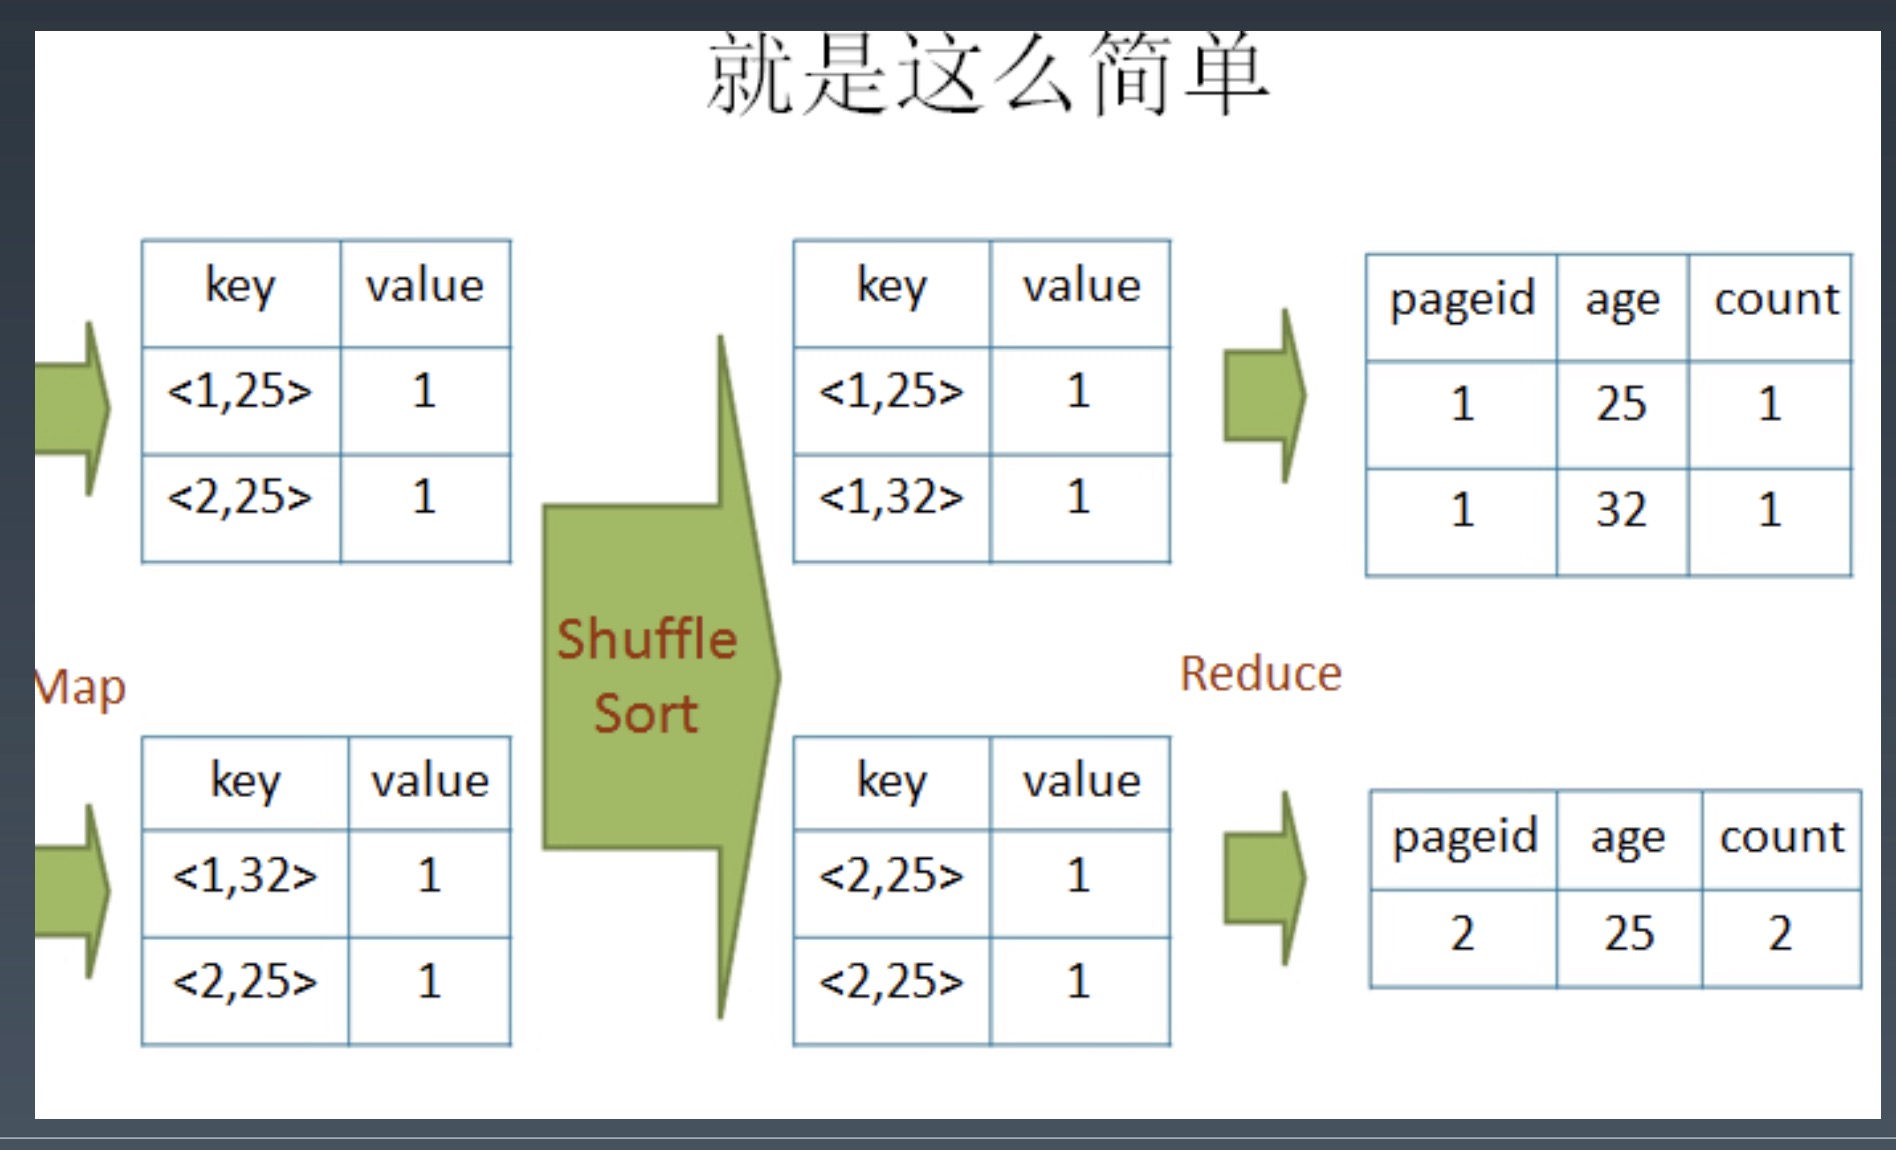 就是这么简单
key value
<1,25> 1
<2,25> 1
key value
<1,25> 1
<1,32> 1
pageid age count
1 25 1
1 32 1
Map
Shuffle
Sort
Reduce
key value
<1,32> 1
<2,25> 1
key value
<2,25> 1
<2,25> 1
pageid age count
2 25 2